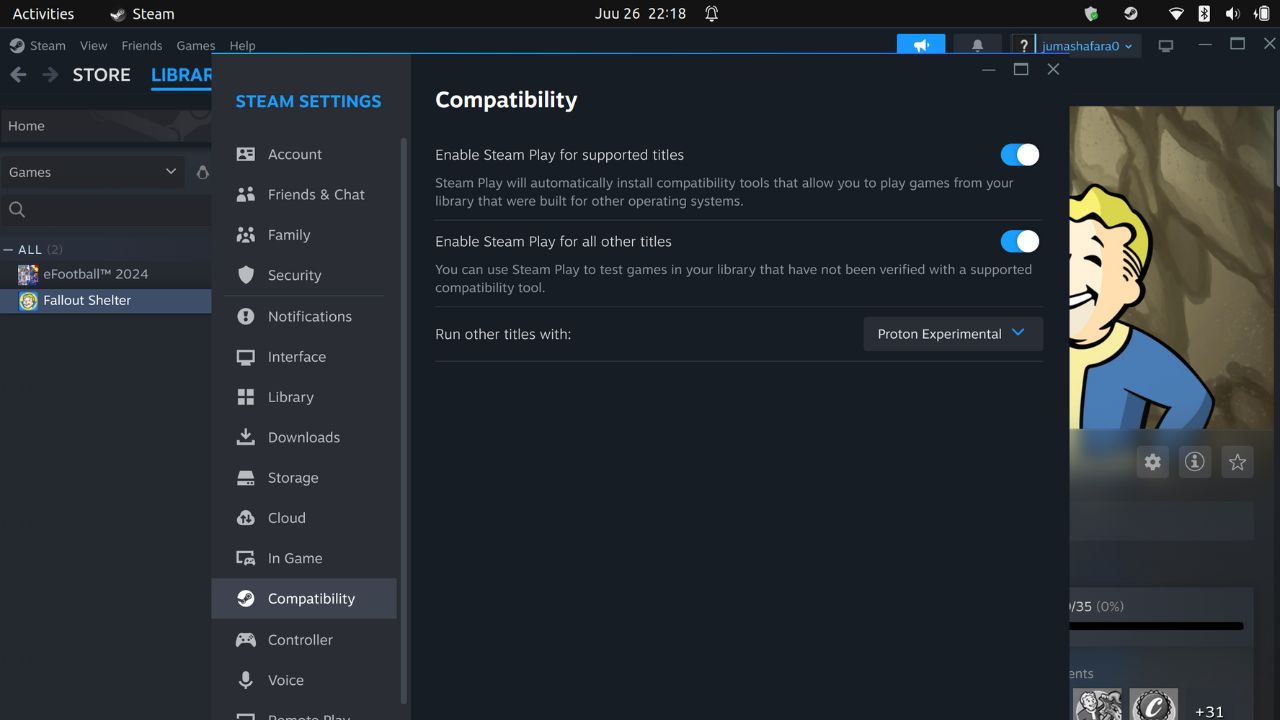 Activities
Steam
Juu 26 22:18
Steam View Friends Games Help
? jumashafara0
STORE
LIBRAR
STEAM SETTINGS
Home
Games
ALL (2)
eFootball™ 2024
Fallout Shelter
Account
Friends & Chat
Family
Security
Notifications
Interface
Library
Downloads
Storage
Cloud
In Game
Compatibility
Controller
Voice
Remote Play
Compatibility
Enable Steam Play for supported titles
Steam Play will automatically install compatibility tools that allow you to play games from your
library that were built for other operating systems.
Enable Steam Play for all other titles
You can use Steam Play to test games in your library that have not been verified with a supported
compatibility tool.
Run other titles with:
Proton Experimental
/35 (0%)
ents
+31